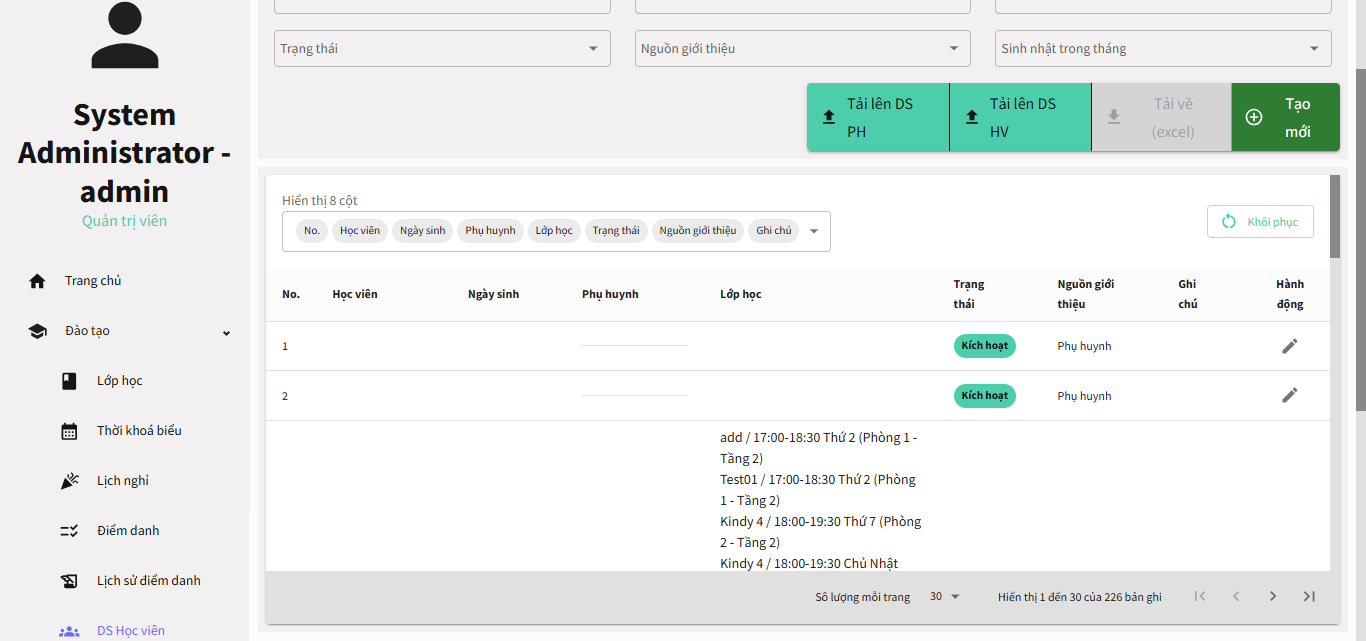 System
Administrator -
admin
Quản trị viên
Trang chủ
Đào tạo
Lớp học
Thời khoá biểu
Lịch nghỉ
Điểm danh
Lịch sử điểm danh
DS Học viên
Trạng thái
Nguồn giới thiệu
Sinh nhật trong tháng
Tải lên DS
PH
Tải lên DS
HV
Tải về
(excel)
Tạo
mới
Hiển thị 8 cột
No. Học viên Ngày sinh Phụ huynh Lớp học Trạng thái Nguồn giới thiệu Ghi chú
Khôi phục
No. Học viên Ngày sinh Phụ huynh Lớp học
Trạng
thái
Nguồn giới
thiệu
Ghi
chú
Hành
động
1 Kích hoạt Phụ huynh
2 Kích hoạt Phụ huynh
add / 17:00-18:30 Thứ 2 (Phòng 1 -
Tầng 2)
Test01 / 17:00-18:30 Thứ 2 (Phòng
1 - Tầng 2)
Kindy 4 / 18:00-19:30 Thứ 7 (Phòng
2 - Tầng 2)
Kindy 4 / 18:00-19:30 Chủ Nhật
Số lượng mỗi trang 30 Hiển thị 1 đến 30 của 226 bản ghi